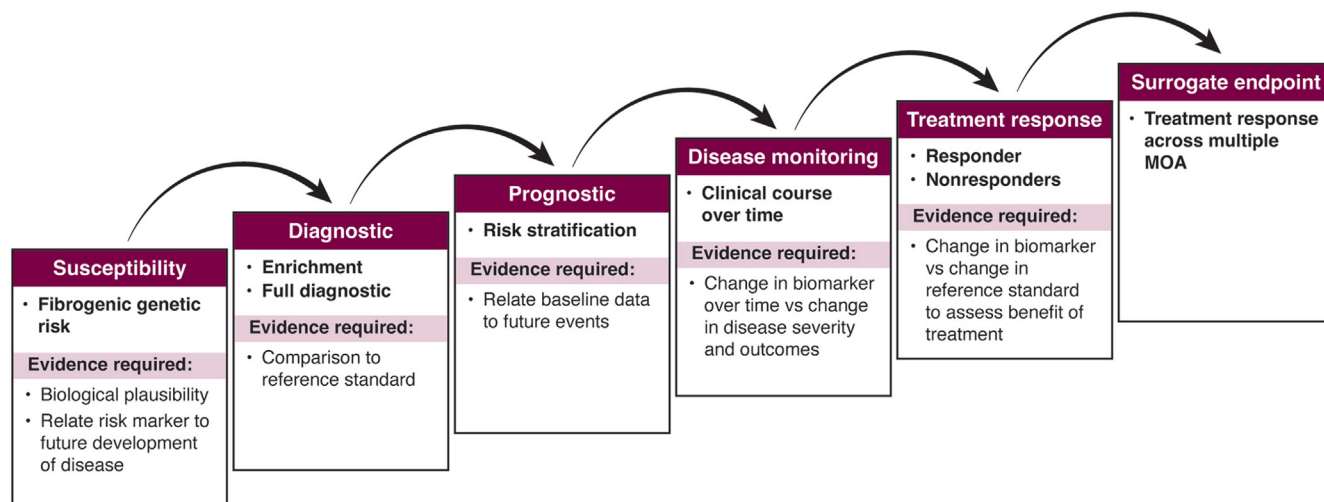 Susceptibility
• Fibrogenic genetic
risk
Evidence required:
• Biological plausibility
• Relate risk marker to
future development
of disease
Diagnostic
• Enrichment
• Full diagnostic
Evidence required:
• Comparison to
reference standard
Prognostic
• Risk stratification
Evidence required:
• Relate baseline data
to future events
Disease monitoring
• Clinical course
over time
Evidence required:
• Change in biomarker
over time vs change
in disease severity
and outcomes
Treatment response
• Responder
• Nonresponders
Evidence required:
• Change in biomarker
vs change in
reference standard
to assess benefit of
treatment
Surrogate endpoint
• Treatment response
across multiple
MOA